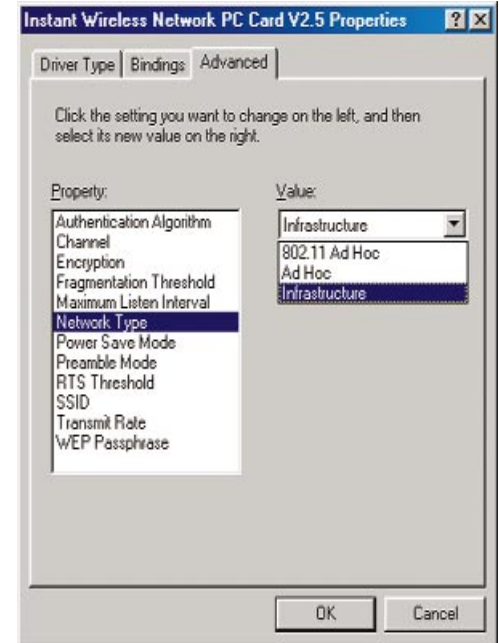 Instant Wireless Network PC Card V2.5 Properties
Driver Type Bindings Advanced
Click the setting you want to change on the left, and then
select its new value on the right.
Property:
Authentication Algorithm
Channel
Encryption
Fragmentation Threshold
Maximum Listen Interval
Network Type
Power Save Mode
Preamble Mode
RTS Threshold
SSID
Transmit Rate
WEP Passphrase
Value:
Infrastructure
802.11 Ad Hoc
Ad Hoc
Infrastructure
OK Cancel